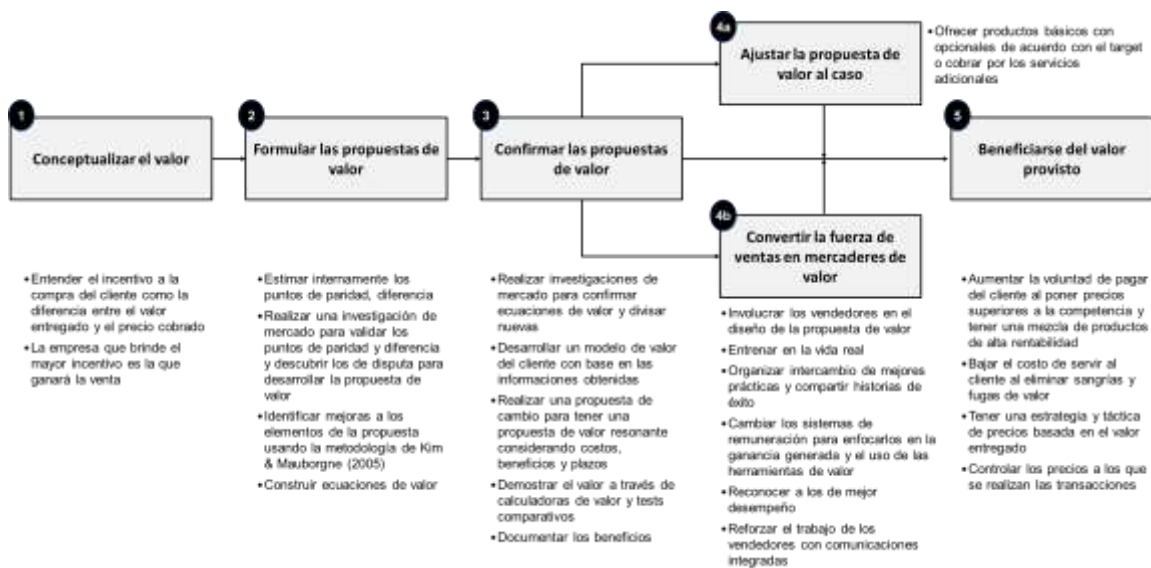 4a
Ajustar la propuesta de
valor al caso
•Ofrecer productos básicos con
opcionales de acuerdo con el target
o cobrar por los servicios
adicionales
1
Conceptualizar el valor
2
Formular las propuestas de
valor
3
Confirmar las propuestas
de valor
5
Beneficiarse del valor
provisto
4b
Convertir la fuerza de
ventas en mercaderes de
valor
•Entender el incentivo a la
compra del cliente como la
diferencia entre el valor
entregado y el precio cobrado
•La empresa que brinde el
mayor incentivo es la que
ganará la venta
•Estimar internamente los
puntos de paridad, diferencia
•Realizar una investigación de
mercado para validar los
puntos de paridad y diferencia
y descubrir los de disputa para
desarrollar la propuesta de
valor
•Identificar mejoras a los
elementos de la propuesta
usando la metodología de Kim
& Mauborgne (2005)
•Construir ecuaciones de valor
•Realizar investigaciones de
mercado para confirmar
ecuaciones de valor y divisar
nuevas
•Desarrollar un modelo de valor
del cliente con base en las
informaciones obtenidas
•Realizar una propuesta de
cambio para tener una
propuesta de valor resonante
considerando costos,
beneficios y plazos
•Demostrar el valor a través de
calculadoras de valor y tests
comparativos
•Documentar los beneficios
•Involucrar los vendedores en el
diseño de la propuesta de valor
•Entrenar en la vida real
•Organizar intercambio de mejores
prácticas y compartir historias de
éxito
•Cambiar los sistemas de
remuneración para enfocarlos en la
ganancia generada y el uso de las
herramientas de valor
•Reconocer a los de mejor
desempeño
•Reforzar el trabajo de los
vendedores con comunicaciones
integradas
•Aumentar la voluntad de pagar
del cliente al poner precios
superiores a la competencia y
tener una mezcla de productos
de alta rentabilidad
•Bajar el costo de servir al
cliente al eliminar sangrías y
fugas de valor
•Tener una estrategia y táctica
de precios basada en el valor
entregado
•Controlar los precios a los que
se realizan las transacciones